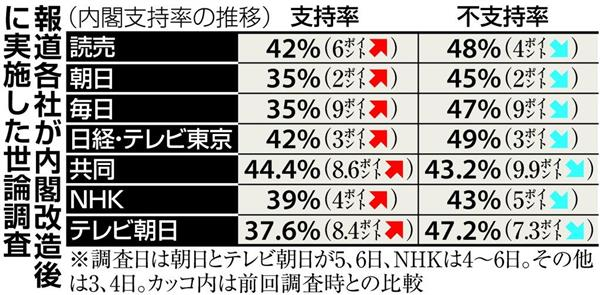 報道各社が内閣改造後
に実施した世論調査
(内閣支持率の推移) 支持率 不支持率
読売 42%(6ポイント↗) 48%(4ポイント↘)
朝日 35%(2ポイント↗) 45%(2ポイント↘)
毎日 35%(9ポイント↗) 47%(9ポイント↘)
日経・テレビ東京 42%(3ポイント↗) 49%(3ポイント↘)
共同 44.4%(8.6ポイント↗) 43.2%(9.9ポイント↘)
NHK 39%(4ポイント↗) 43%(5ポイント↘)
テレビ朝日 37.6%(8.4ポイント↗) 47.2%(7.3ポイント↘)
※調査日は朝日とテレビ朝日が5、6日、NHKは4〜6日。その他
は3、4日。カッコ内は前回調査時との比較